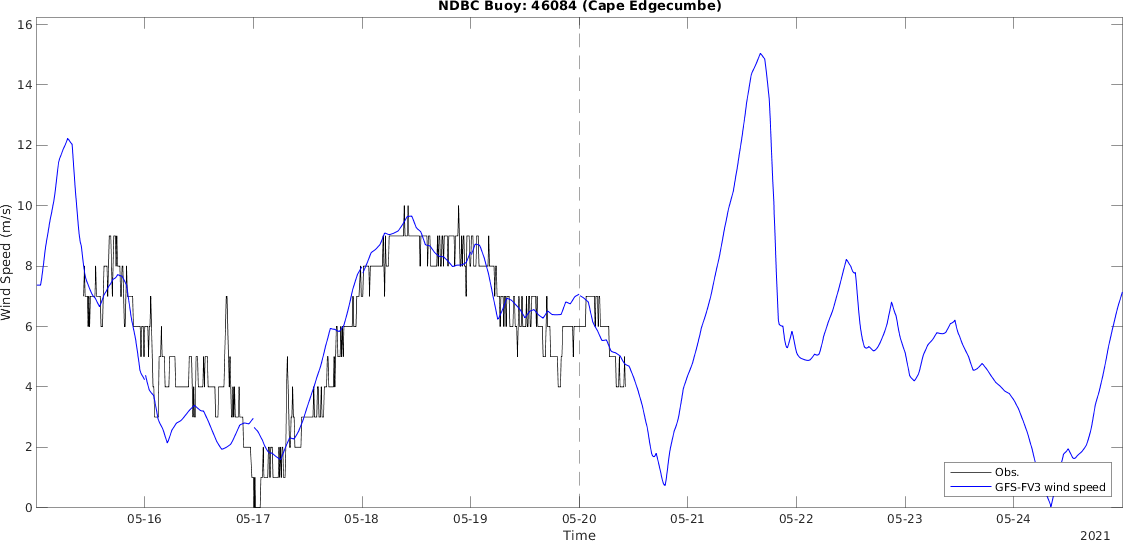 NDBC Buoy: 46084 (Cape Edgecumbe)
16
14
12
10
8
6
4
2
0
Wind Speed (m/s)
05-16 05-17 05-18 05-19 05-20 05-21 05-22 05-23 05-24
Time
2021
Obs.
GFS-FV3 wind speed